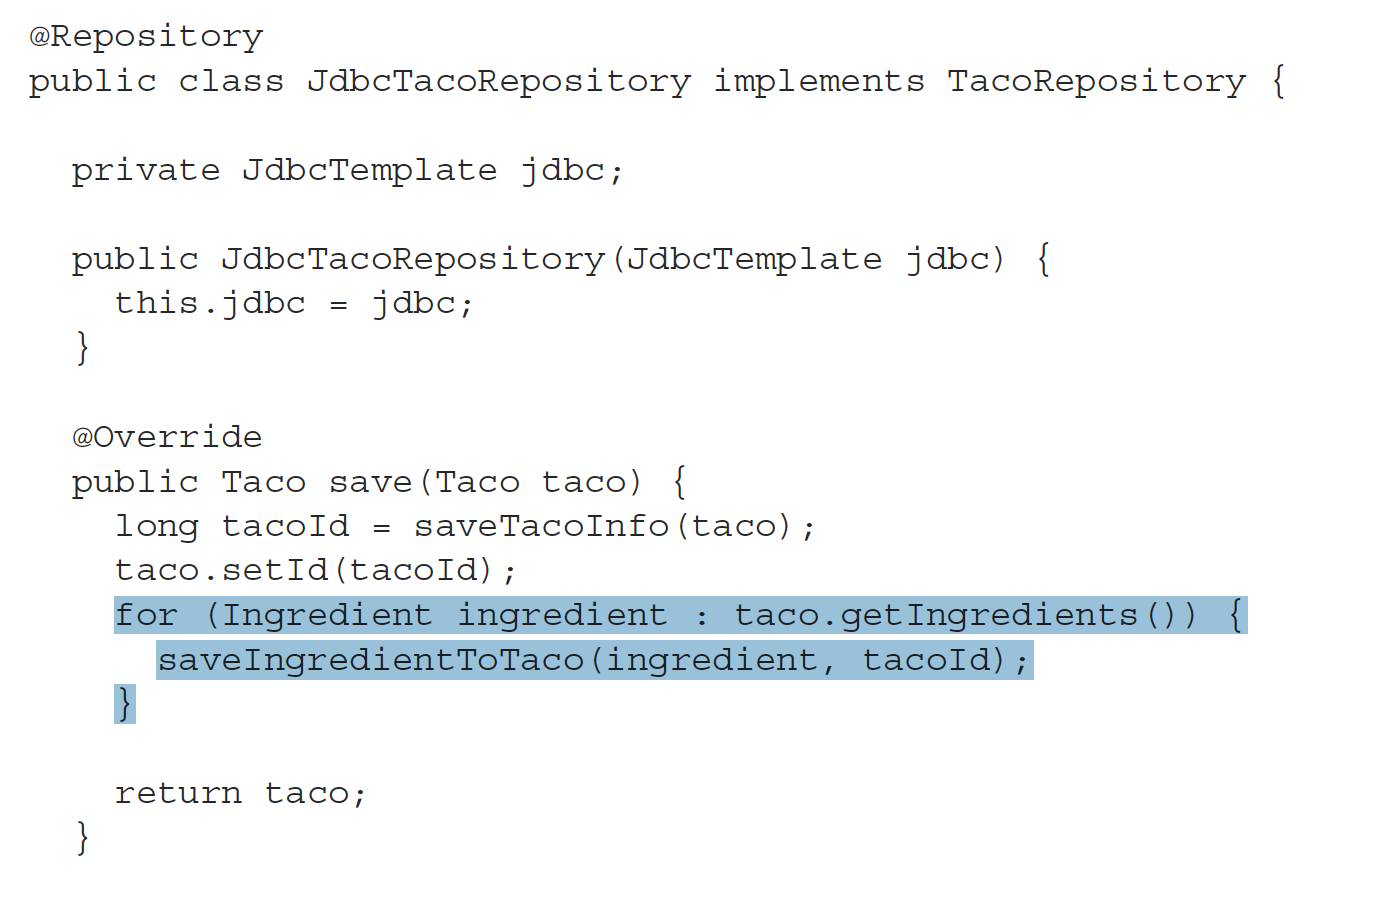 @Repository
public class JdbcTacoRepository implements TacoRepository {
private JdbcTemplate jdbc;
public JdbcTacoRepository(JdbcTemplate jdbc) {
this.jdbc = jdbc;
}
@Override
public Taco save(Taco taco) {
long tacoId = saveTacoInfo(taco);
taco.setId(tacoId);
for (Ingredient ingredient : taco.getIngredients()) {
saveIngredientToTaco(ingredient, tacoId);
}
return taco;
}